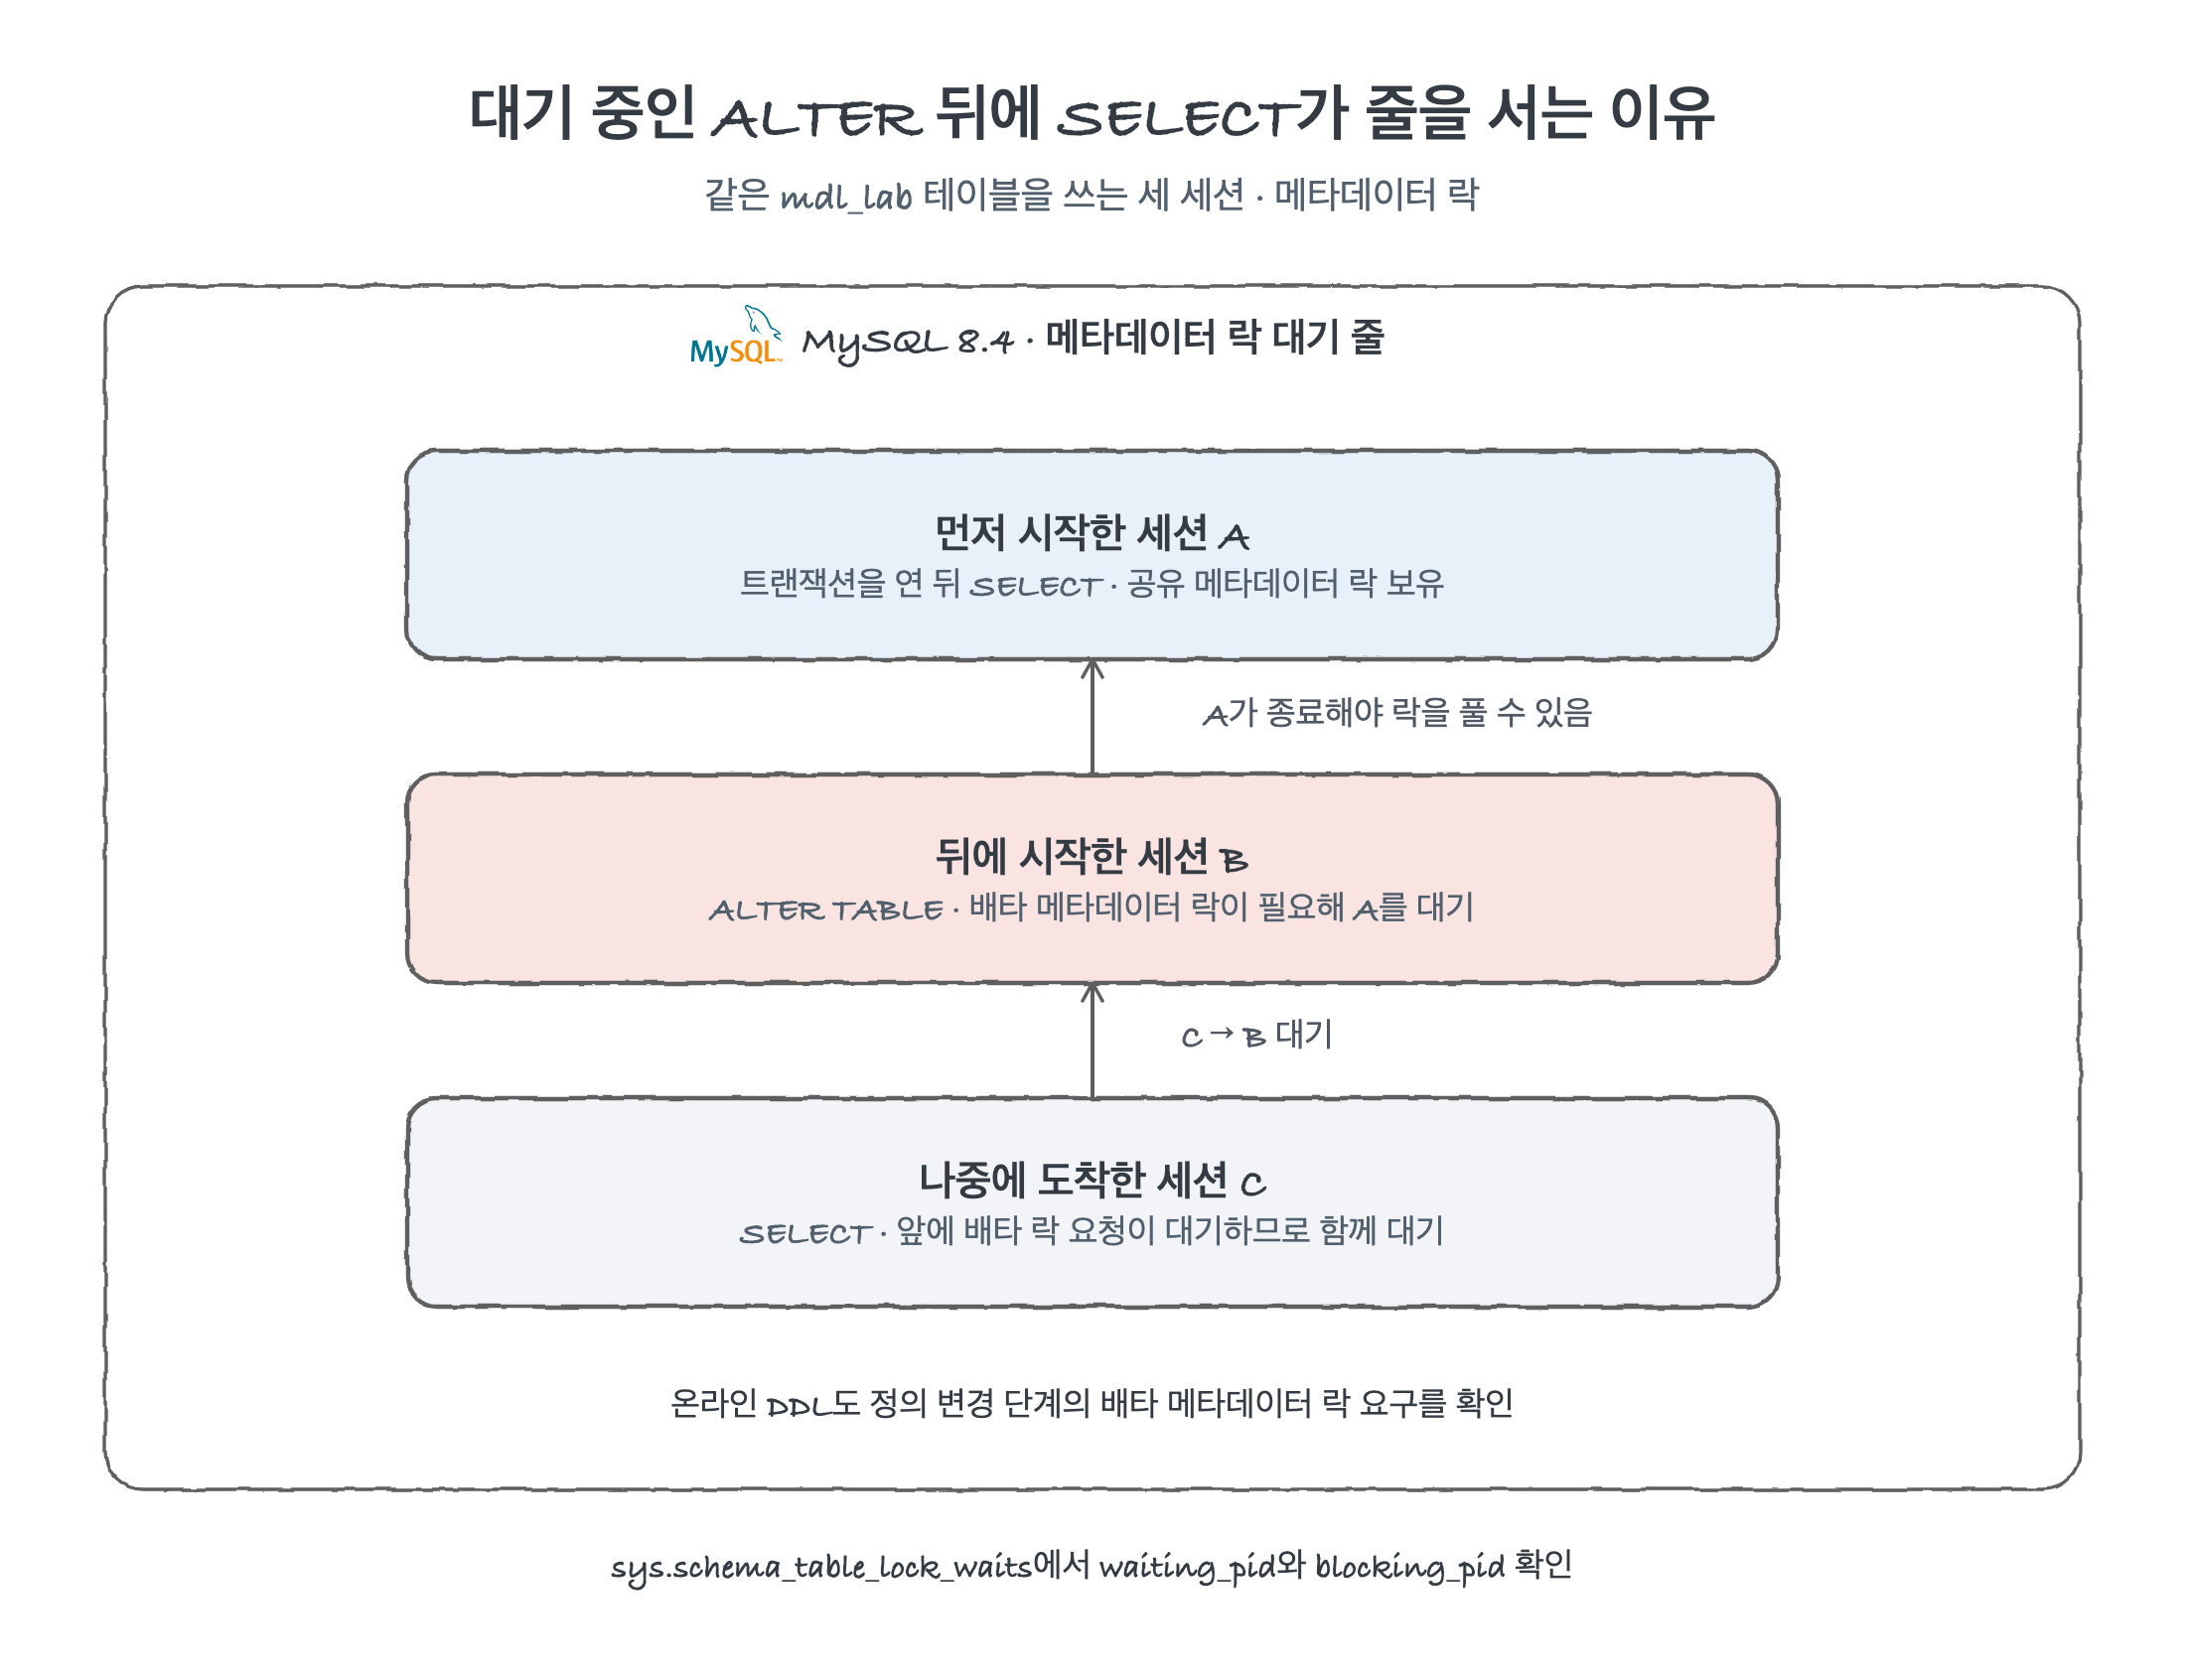 대기 중인 ALTER 뒤에 SELECT가 줄을 서는 이유
같은 mdl_lab 테이블을 쓰는 세 세션 · 메타데이터 락
MySQL MySQL 8.4 · 메타데이터 락 대기 줄
먼저 시작한 세션 A
트랜잭션을 연 뒤 SELECT · 공유 메타데이터 락 보유
A가 종료해야 락을 풀 수 있음
뒤에 시작한 세션 B
ALTER TABLE · 배타 메타데이터 락이 필요해 A를 대기
C → B 대기
나중에 도착한 세션 C
SELECT · 앞에 배타 락 요청이 대기하므로 함께 대기
온라인 DDL도 정의 변경 단계의 배타 메타데이터 락 요구를 확인
sys.schema_table_lock_waits에서 waiting_pid와 blocking_pid 확인